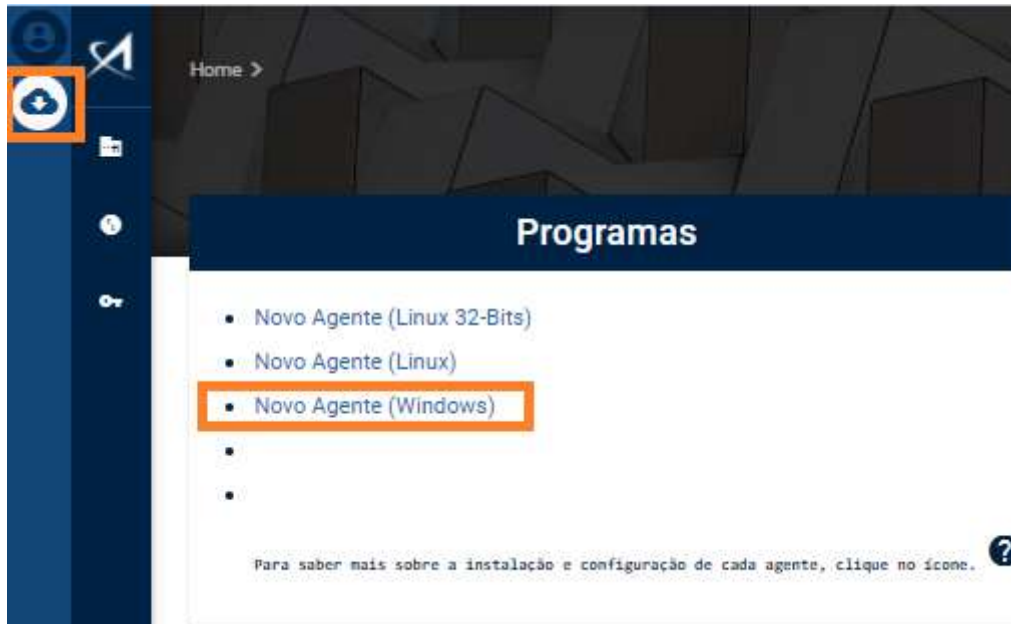 Home >
Programas
Novo Agente (Linux 32-Bits)
Novo Agente (Linux)
Novo Agente (Windows)
Para saber mais sobre a instalação e configuração de cada agente, clique no ícone.
?